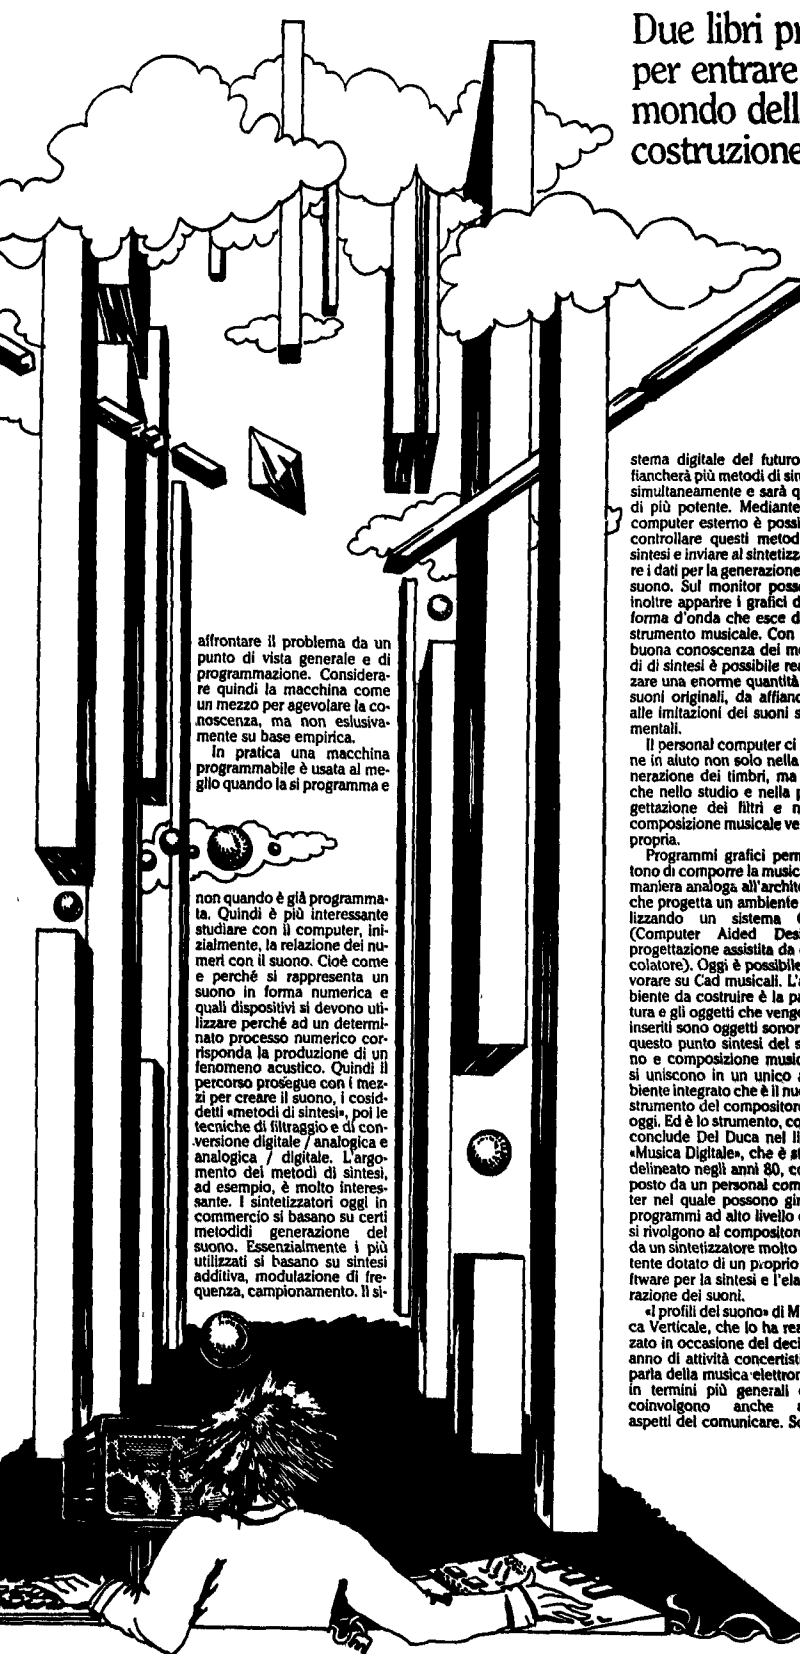 Due libri pr
per entrare
mondo dell
costruzione
affrontare il problema da un
punto di vista generale e di
programmazione. Considera-
re quindi la macchina come
un mezzo per agevolare la co-
noscenza, ma non eslusiva-
mente su base empirica.
In pratica una macchina
programmabile è usata al me-
glio quando la si programma e
non quando è già programma-
ta. Quindi è più interessante
studiare con il computer, ini-
zialmente, la relazione dei nu-
meri con il suono. Cioè come
e perché si rappresenta un
suono in forma numerica e
quali dispositivi si devono uti-
lizzare perché ad un determi-
nato processo numerico cor-
risponda la produzione di un
fenomeno acustico. Quindi il
percorso prosegue con i mez-
zi per creare il suono, i cosid-
detti «metodi di sintesi», poi le
tecniche di filtraggio e di con-
versione digitale / analogica e
analogica / digitale. L'argo-
mento dei metodi di sintesi,
ad esempio, è molto interes-
sante. I sintetizzatori oggi in
commercio si basano su certi
metodidi generazione del
suono. Essenzialmente i più
utilizzati si basano su sintesi
additiva, modulazione di fre-
quenza, campionamento. Il si-
stema digitale del futuro
fiancherà più metodi di sin
simultaneamente e sarà q
di più potente. Mediante
computer esterno è possi
controllare questi metod
sintesi e inviare al sintetizz
re i dati per la generazione
suono. Sul monitor posso
inoltre apparire i grafici d
forma d'onda che esce d
strumento musicale. Con
buona conoscenza dei me
di di sintesi è possibile rea
zare una enorme quantità
suoni originali, da affianc
alle imitazioni dei suoni s
mentali.
Il personal computer ci
ne in aiuto non solo nella
nerazione dei timbri, ma
che nello studio e nella p
gettazione dei filtri e n
composizione musicale ve
propria.
Programmi grafici perm
tono di comporre la music
maniera analoga all'archite
che progetta un ambiente
lizzando un sistema C
(Computer Aided Desi
progettazione assistita da
colatore). Oggi è possibile
vorare su Cad musicali. L'a
biente da costruire è la pa
tura e gli oggetti che venge
inseriti sono oggetti sonor
questo punto sintesi del s
no e composizione music
si uniscono in un unico a
biente integrato che è il nu
strumento del compositor
oggi. Ed è lo strumento, co
conclude Del Duca nel li
«Musica Digitale», che è st
delineato negli anni 80, co
posto da un personal com
ter nel quale possono gir
programmi ad alto livello
si rivolgono al compositor
da un sintetizzatore molto
tente dotato di un proprio
ftware per la sintesi e l'ela
razione dei suoni.
«I profili del suono» di M
ca Verticale, che lo ha rea
zato in occasione del deci
anno di attività concertisti
parla della musica elettron
in termini più generali
coinvolgono anche a
aspetti del comunicare. So